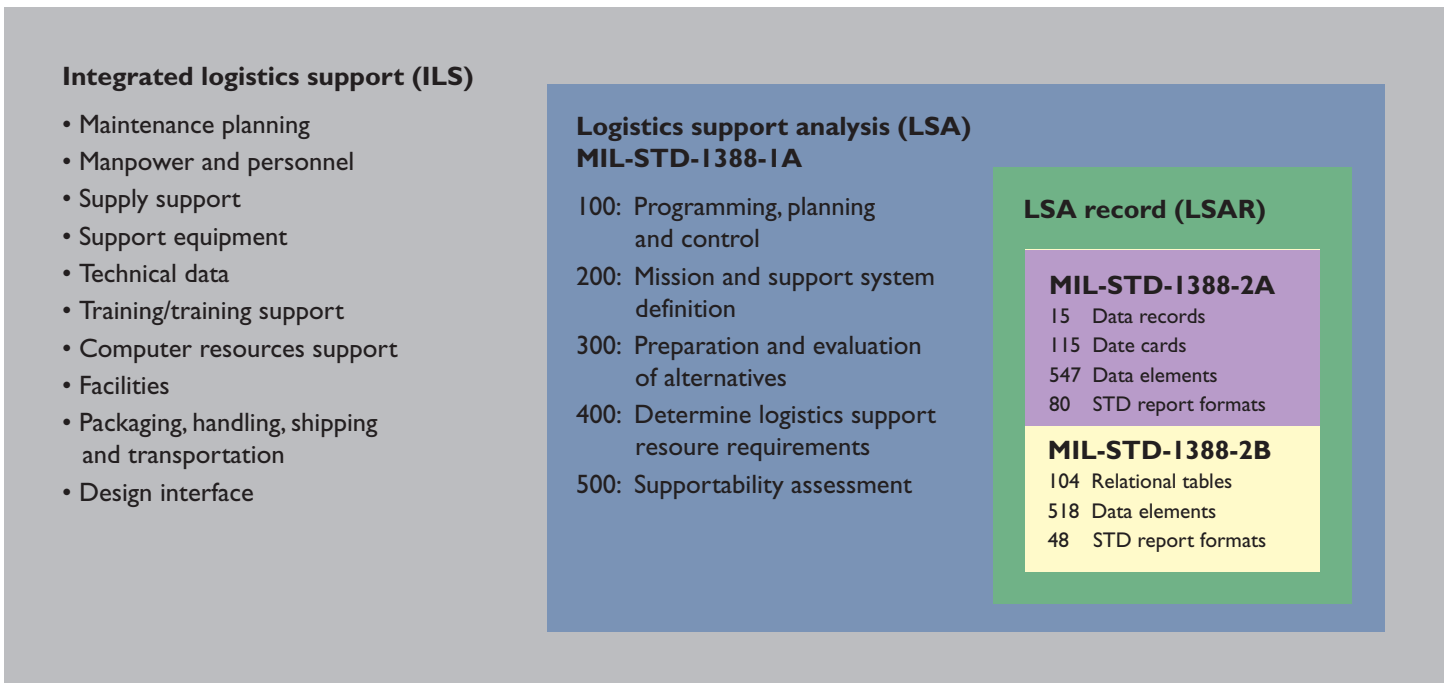 Integrated logistics support (ILS)
• Maintenance planning
• Manpower and personnel
• Supply support
• Support equipment
• Technical data
• Training/training support
• Computer resources support
• Facilities
• Packaging, handling, shipping
and transportation
• Design interface
Logistics support analysis (LSA)
MIL-STD-1388-1A
100: Programming, planning
and control
200: Mission and support system
definition
300: Preparation and evaluation
of alternatives
400: Determine logistics support
resoure requirements
500: Supportability assessment
LSA record (LSAR)
MIL-STD-1388-2A
15 Data records
115 Date cards
547 Data elements
80 STD report formats
MIL-STD-1388-2B
104 Relational tables
518 Data elements
48 STD report formats